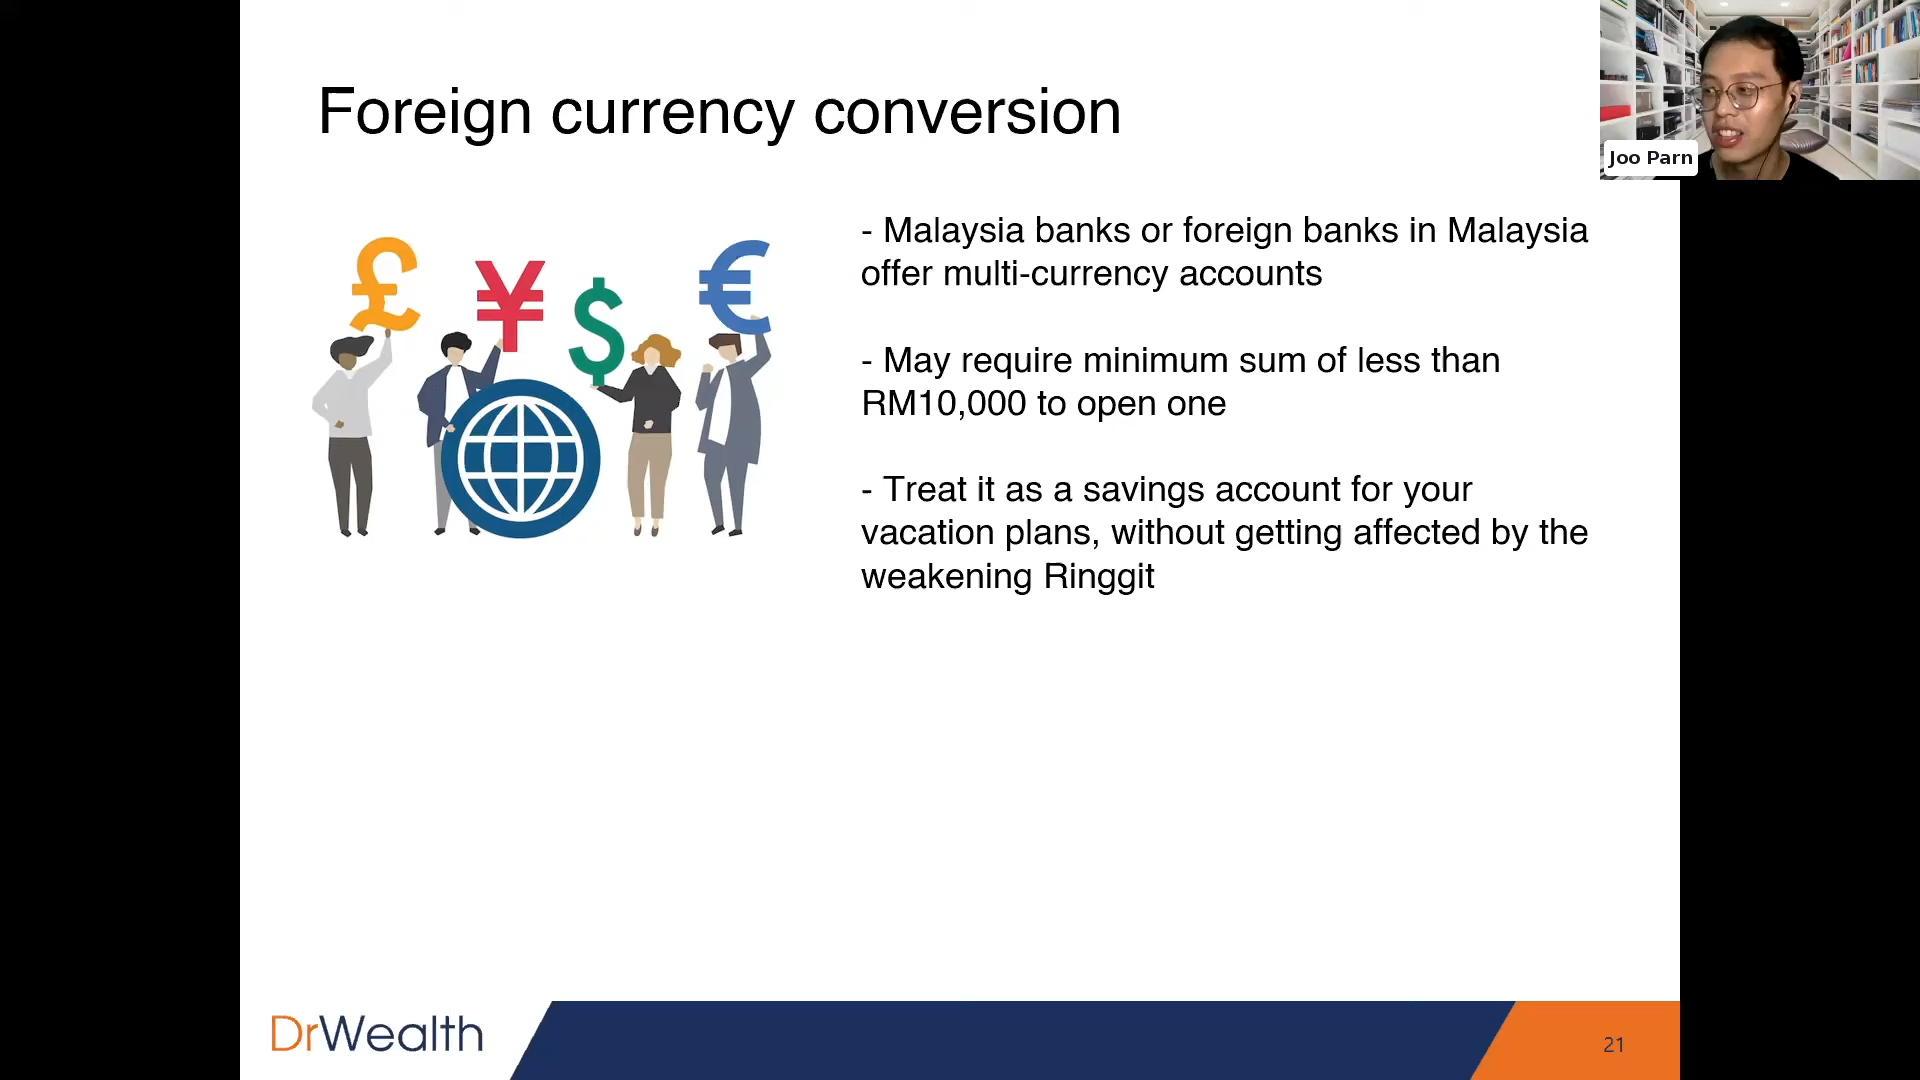 Foreign currency conversion
Joo Parn
- Malaysia banks or foreign banks in Malaysia
offer multi-currency accounts
- May require minimum sum of less than
RM10,000 to open one
- Treat it as a savings account for your
vacation plans, without getting affected by the
weakening Ringgit
£ ¥ $ €
DrWealth
21